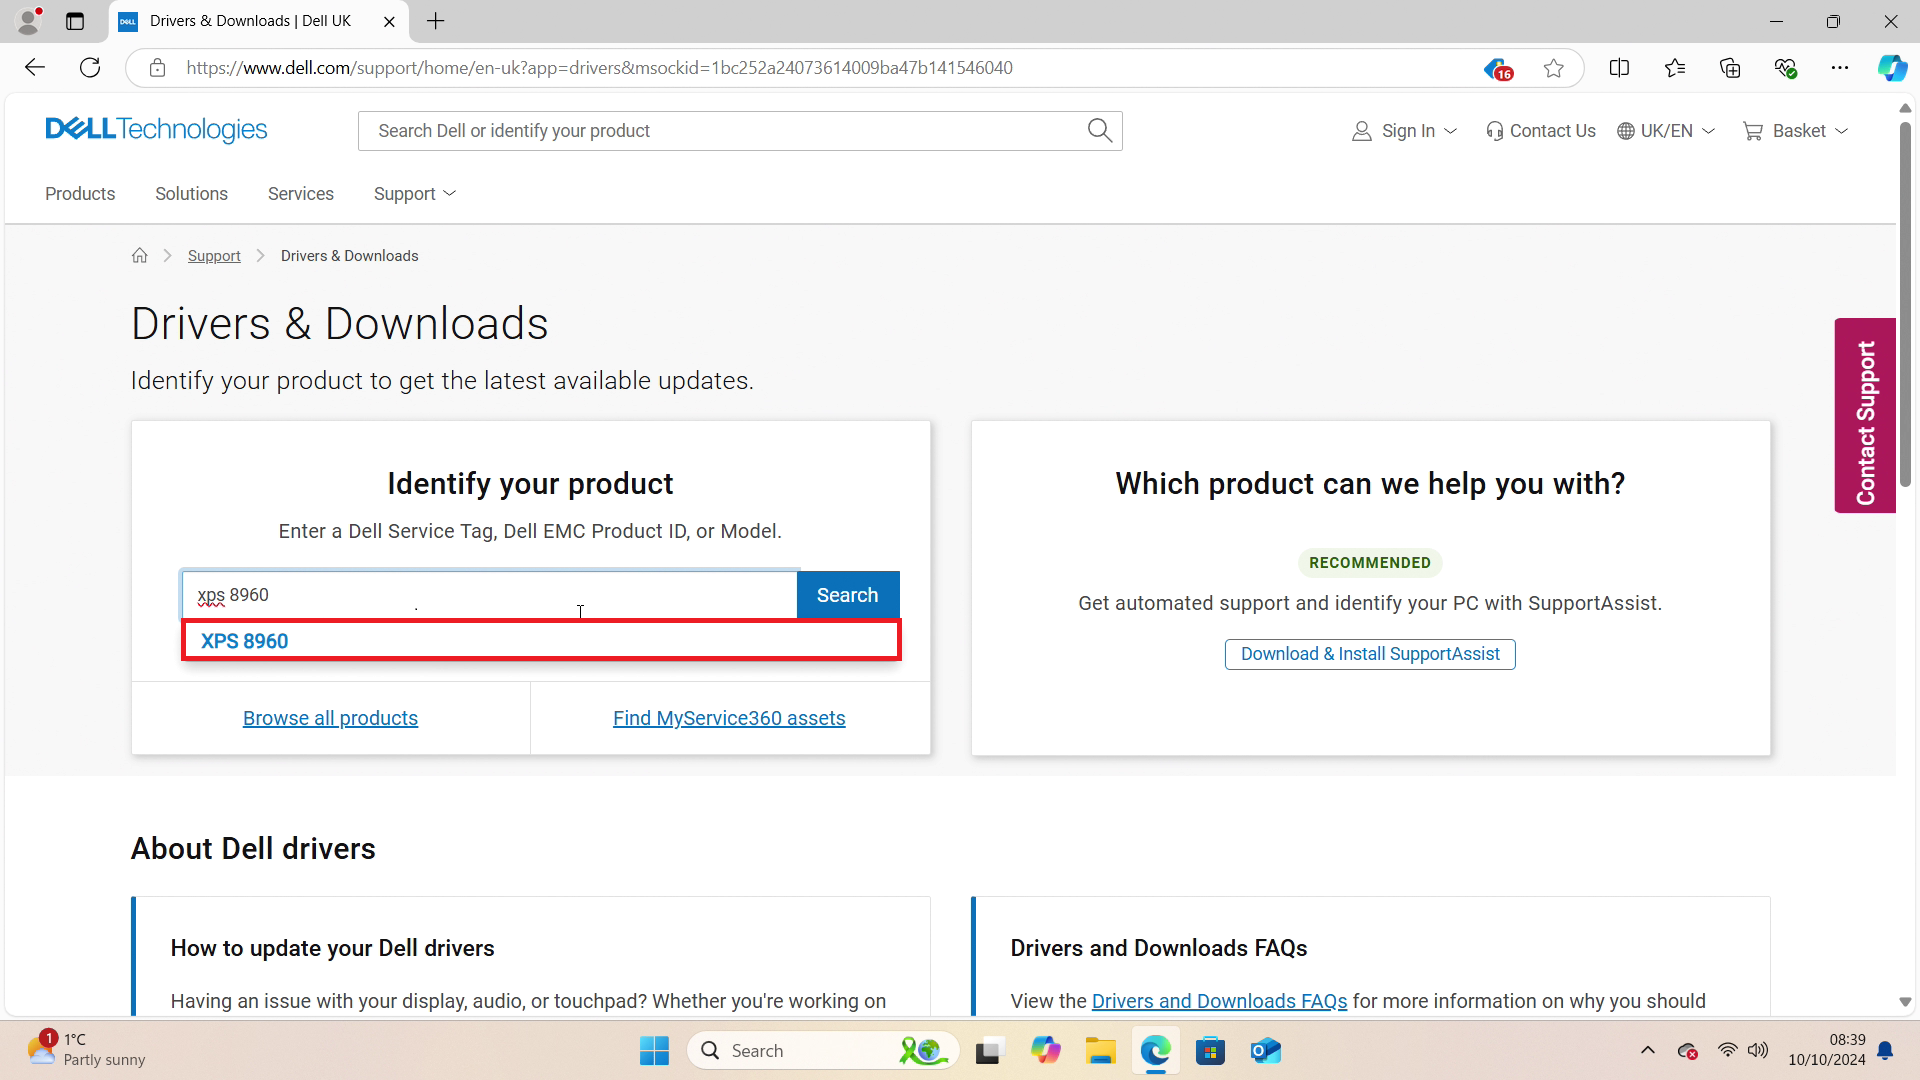 Drivers & Downloads | Dell UK
https://www.dell.com/support/home/en-uk?app=drivers&msockid=1bc252a24073614009ba47b141546040
16
DELL Technologies
Search Dell or identify your product
Sign In
Contact Us
UK/EN
Basket
Products
Solutions
Services
Support
Support
Drivers & Downloads
Drivers & Downloads
Identify your product to get the latest available updates.
Contact Support
Identify your product
Enter a Dell Service Tag, Dell EMC Product ID, or Model.
xps 8960
Search
XPS 8960
Browse all products
Find MyService360 assets
Which product can we help you with?
RECOMMENDED
Get automated support and identify your PC with SupportAssist.
Download & Install SupportAssist
About Dell drivers
How to update your Dell drivers
Having an issue with your display, audio, or touchpad? Whether you're working on
Drivers and Downloads FAQs
View the Drivers and Downloads FAQs for more information on why you should
1
1°C
Partly sunny
Search
08:39
10/10/2024